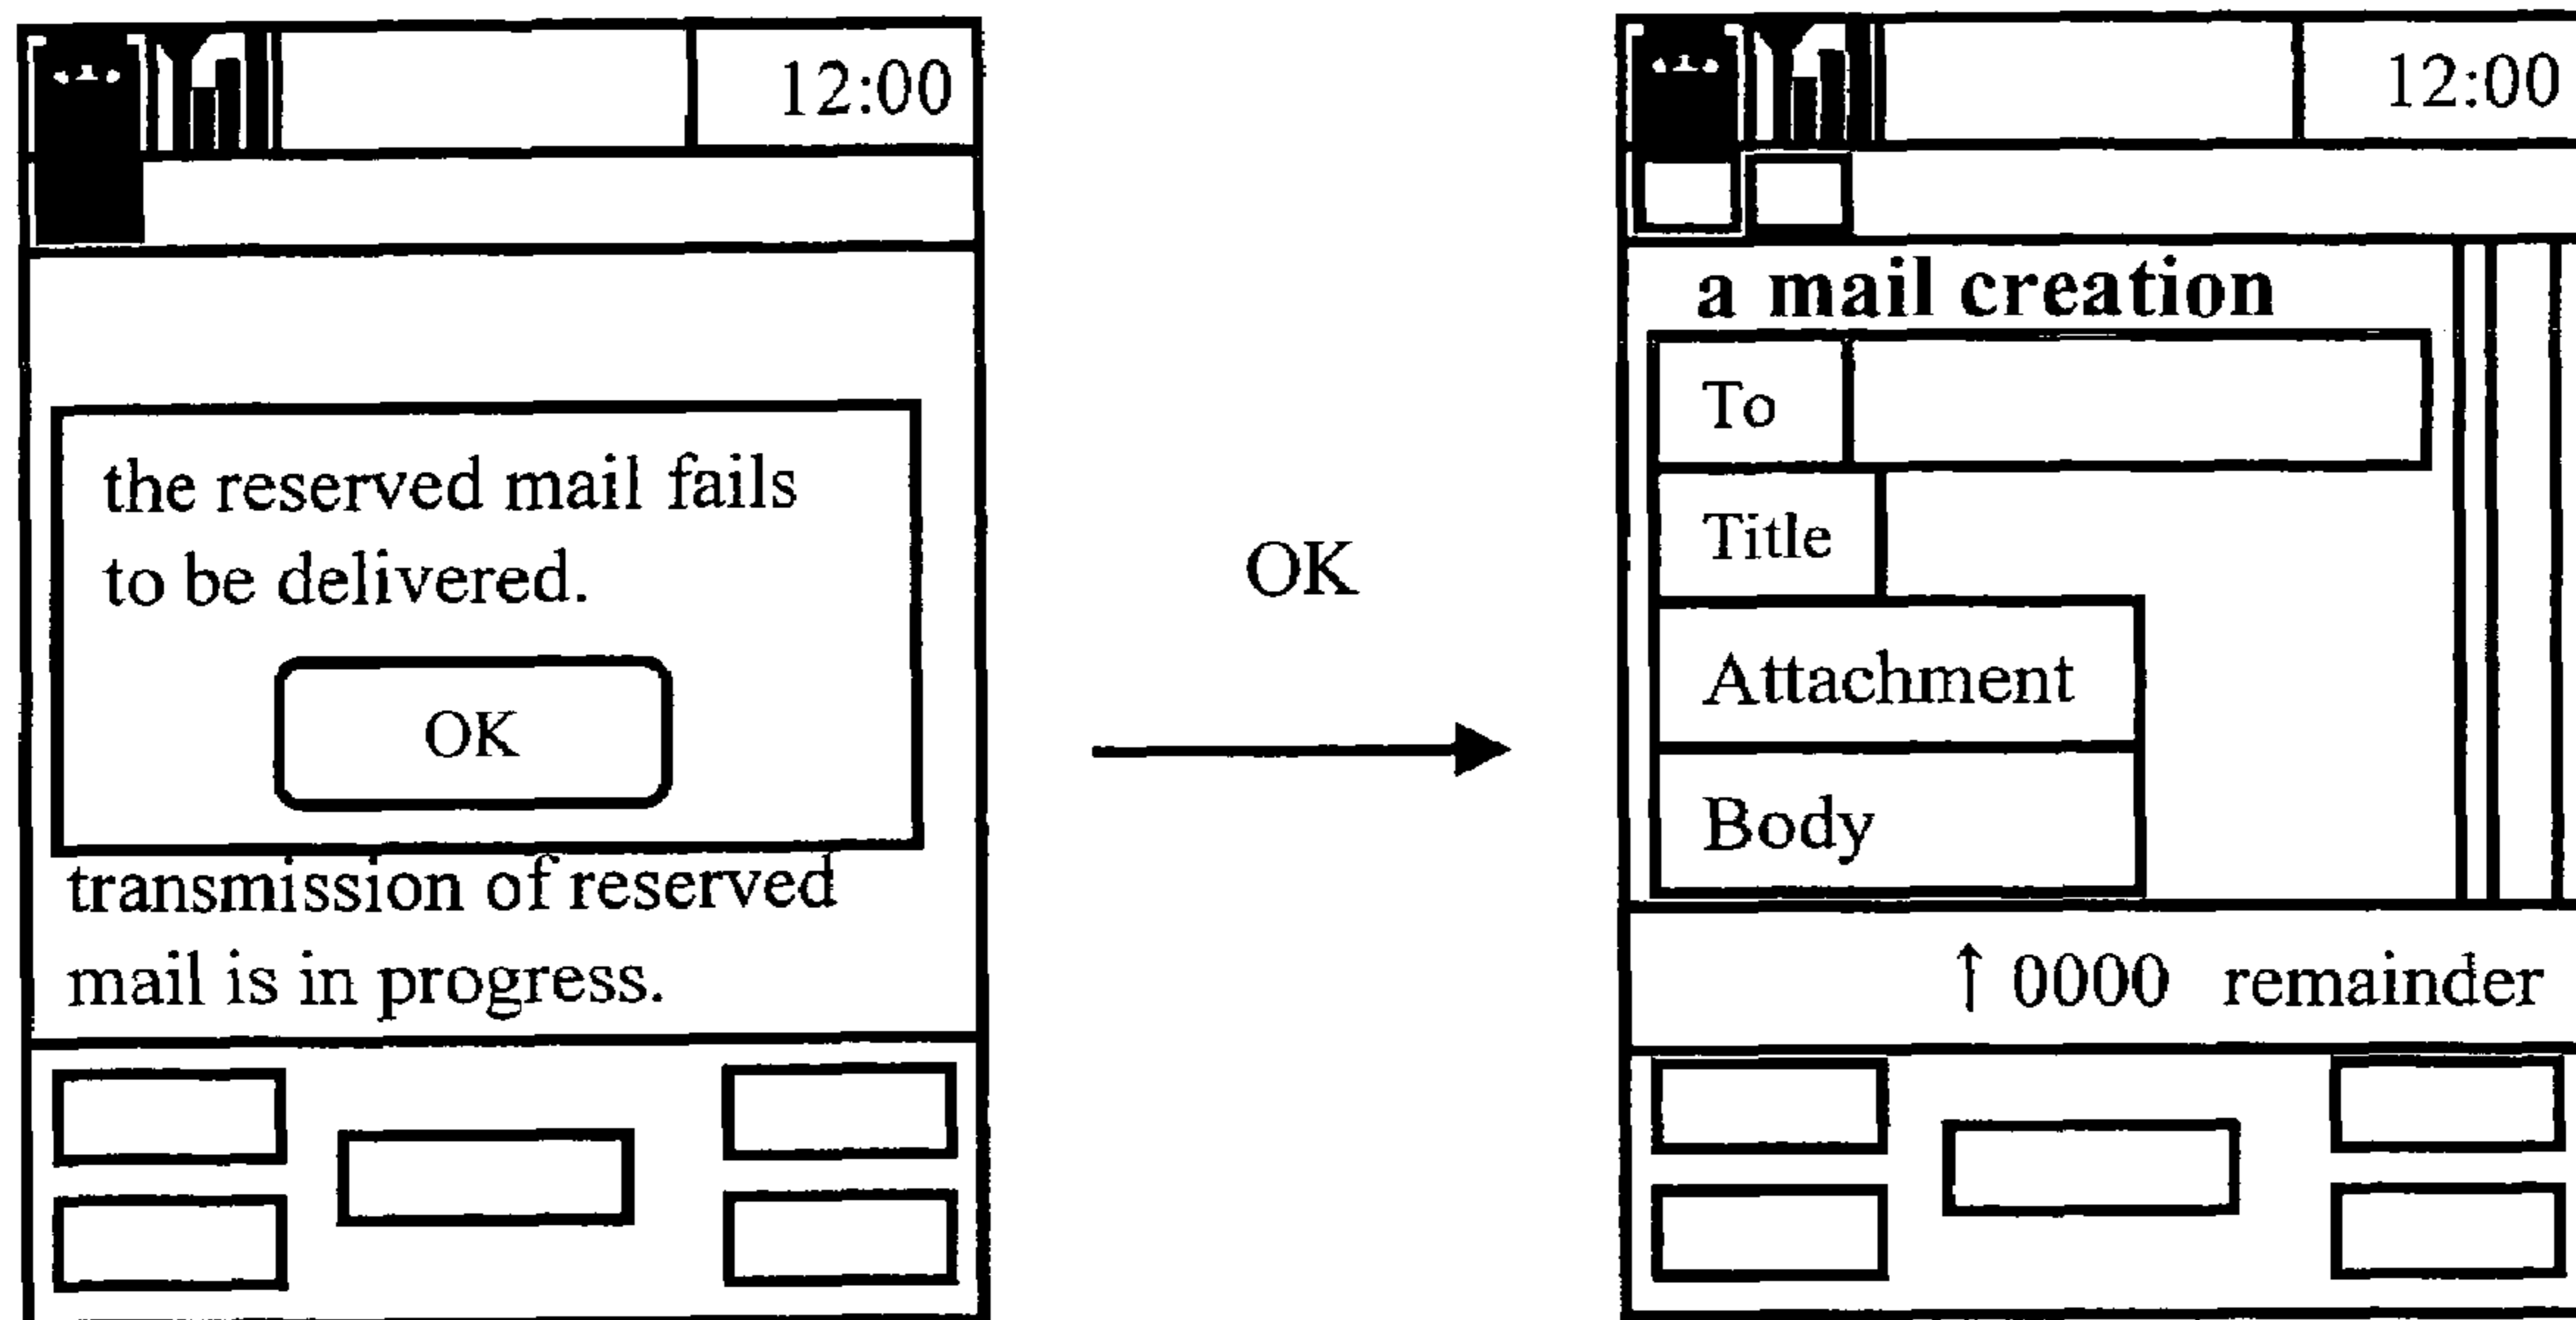 12:00
the reserved mail fails
to be delivered.
OK
transmission of reserved
mail is in progress.
OK
12:00
a mail creation
To
Title
Attachment
Body
↑ 0000 remainder